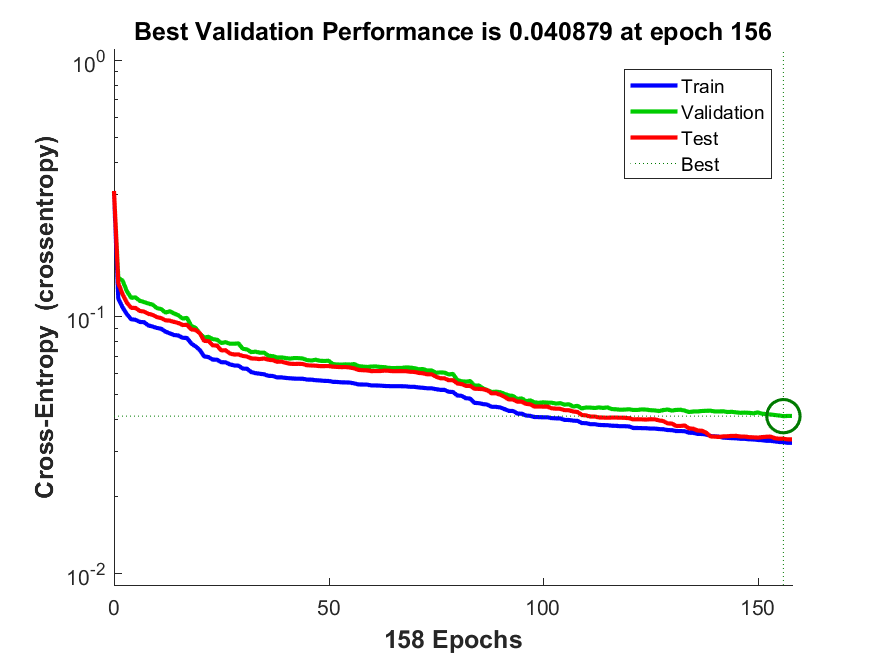 Best Validation Performance is 0.040879 at epoch 156
Cross-Entropy (crossentropy)
10^0
10^-1
10^-2
Train
Validation
Test
Best
0
50
100
150
158 Epochs